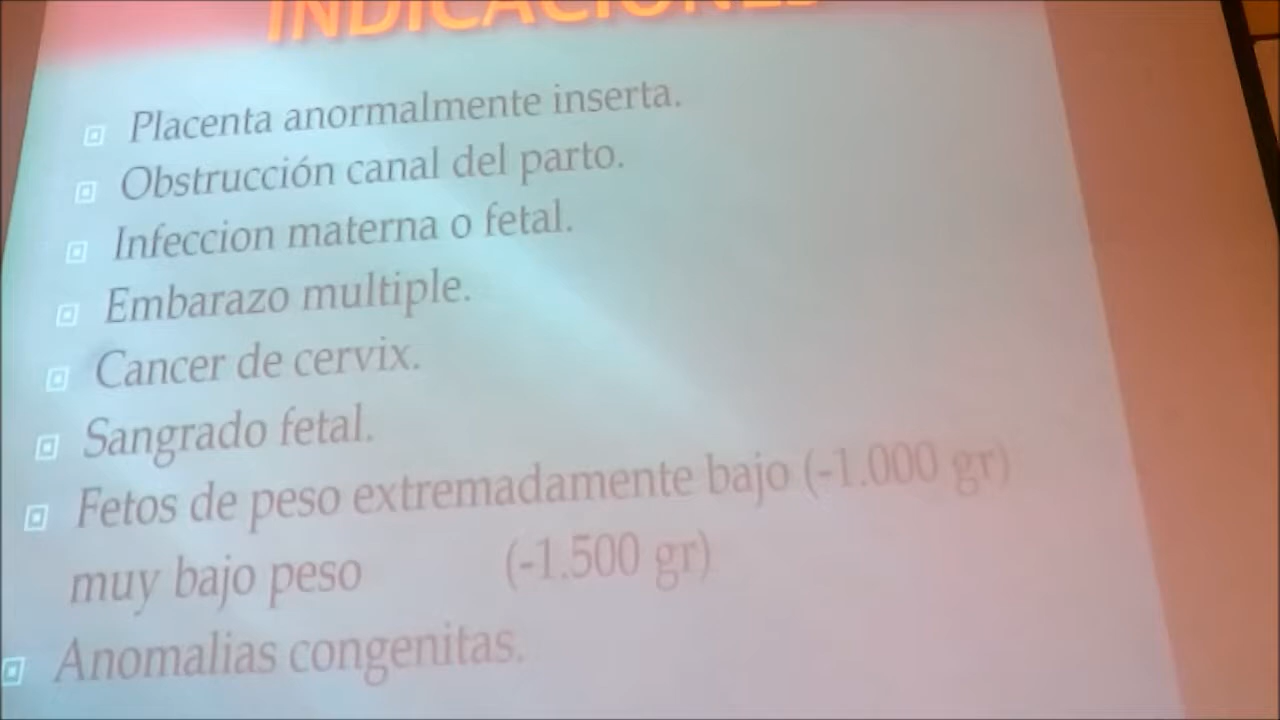 INDICACIONES
Placenta anormalmente inserta.
Obstrucción canal del parto.
Infeccion materna o fetal.
Embarazo multiple.
Cancer de cervix.
Sangrado fetal.
Fetos de peso extremadamente bajo (-1.000 gr)
muy bajo peso (-1.500 gr)
Anomalias congenitas.